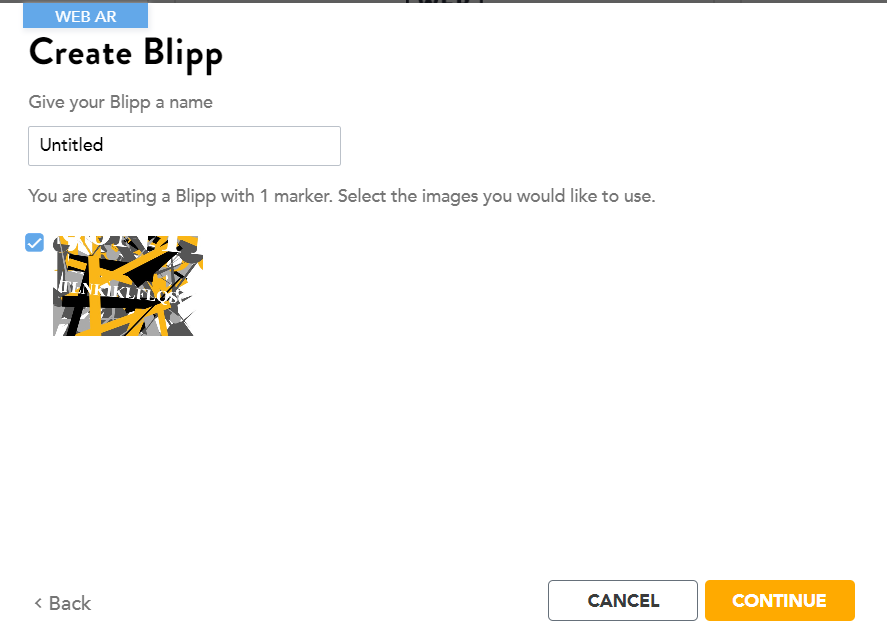 WEB AR
Create Blipp
Give your Blipp a name
Untitled
You are creating a Blipp with 1 marker. Select the images you would like to use.
< Back
CANCEL
CONTINUE